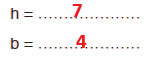 h = ......7..........
b = .......4..........